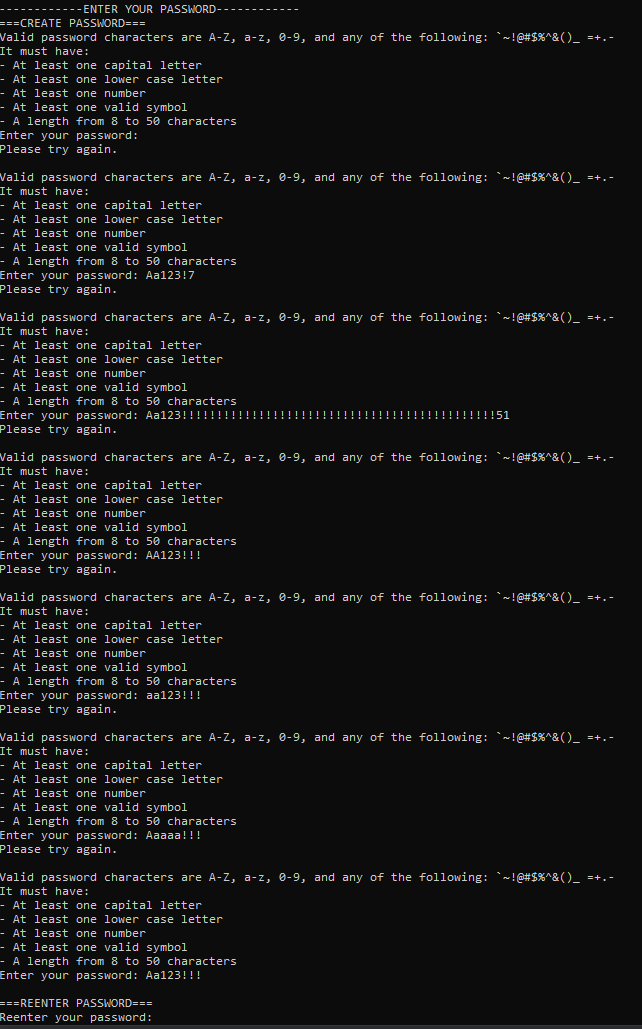 ------------ENTER YOUR PASSWORD------------
===CREATE PASSWORD===
Valid password characters are A-Z, a-z, 0-9, and any of the following: `~!@#$%^&()_ =+.-
It must have:
- At least one capital letter
- At least one lower case letter
- At least one number
- At least one valid symbol
- A length from 8 to 50 characters
Enter your password:
Please try again.

Valid password characters are A-Z, a-z, 0-9, and any of the following: `~!@#$%^&()_ =+.-
It must have:
- At least one capital letter
- At least one lower case letter
- At least one number
- At least one valid symbol
- A length from 8 to 50 characters
Enter your password: Aa123!7
Please try again.

Valid password characters are A-Z, a-z, 0-9, and any of the following: `~!@#$%^&()_ =+.-
It must have:
- At least one capital letter
- At least one lower case letter
- At least one number
- At least one valid symbol
- A length from 8 to 50 characters
Enter your password: Aa123!!!!!!!!!!!!!!!!!!!!!!!!!!!!!!!!!!!!!!!!!!!!!51
Please try again.

Valid password characters are A-Z, a-z, 0-9, and any of the following: `~!@#$%^&()_ =+.-
It must have:
- At least one capital letter
- At least one lower case letter
- At least one number
- At least one valid symbol
- A length from 8 to 50 characters
Enter your password: AA123!!!
Please try again.

Valid password characters are A-Z, a-z, 0-9, and any of the following: `~!@#$%^&()_ =+.-
It must have:
- At least one capital letter
- At least one lower case letter
- At least one number
- At least one valid symbol
- A length from 8 to 50 characters
Enter your password: aa123!!!
Please try again.

Valid password characters are A-Z, a-z, 0-9, and any of the following: `~!@#$%^&()_ =+.-
It must have:
- At least one capital letter
- At least one lower case letter
- At least one number
- At least one valid symbol
- A length from 8 to 50 characters
Enter your password: Aaaaa!!!
Please try again.

Valid password characters are A-Z, a-z, 0-9, and any of the following: `~!@#$%^&()_ =+.-
It must have:
- At least one capital letter
- At least one lower case letter
- At least one number
- At least one valid symbol
- A length from 8 to 50 characters
Enter your password: Aa123!!!

===REENTER PASSWORD===
Reenter your password: